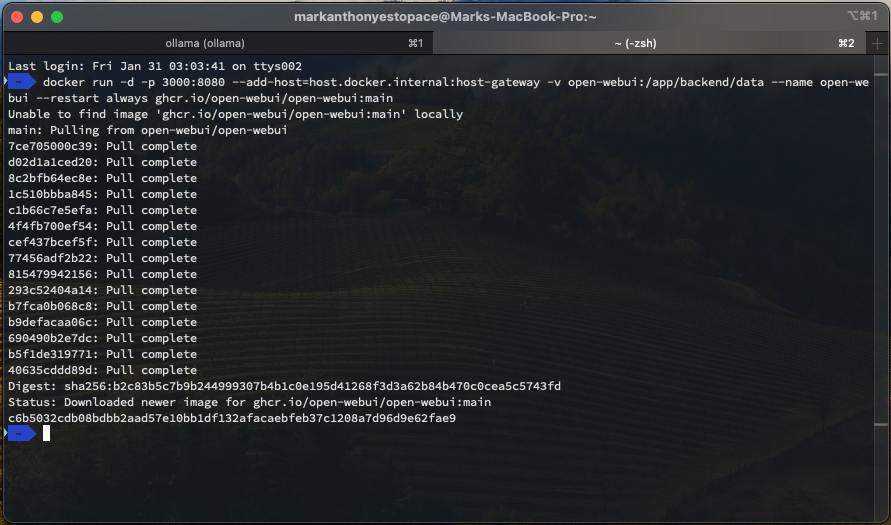 markanthonyestopace@Marks-MacBook-Pro:~
⌥⌘1
ollama (ollama) ⌘1
~ (-zsh) ⌘2 +
Last login: Fri Jan 31 03:03:41 on ttys002
~ docker run -d -p 3000:8080 --add-host=host.docker.internal:host-gateway -v open-webui:/app/backend/data --name open-we
bui --restart always ghcr.io/open-webui/open-webui:main
Unable to find image 'ghcr.io/open-webui/open-webui:main' locally
main: Pulling from open-webui/open-webui
7ce705000c39: Pull complete
d02d1a1ced20: Pull complete
8c2bfb64ec8e: Pull complete
1c510bbba845: Pull complete
c1b66c7e5efa: Pull complete
4f4fb700ef54: Pull complete
cef437bcef5f: Pull complete
77456adf2b22: Pull complete
815479942156: Pull complete
293c52404a14: Pull complete
b7fca0b068c8: Pull complete
b9defacaa06c: Pull complete
690490b2e7dc: Pull complete
b5f1de319771: Pull complete
40635cddd89d: Pull complete
Digest: sha256:b2c83b5c7b9b244999307b4b1c0e195d41268f3d3a62b84b470c0cea5c5743fd
Status: Downloaded newer image for ghcr.io/open-webui/open-webui:main
c6b5032cdb08bdbb2aad57e10bb1df132afacaebfeb37c1208a7d96d9e62fae9
~